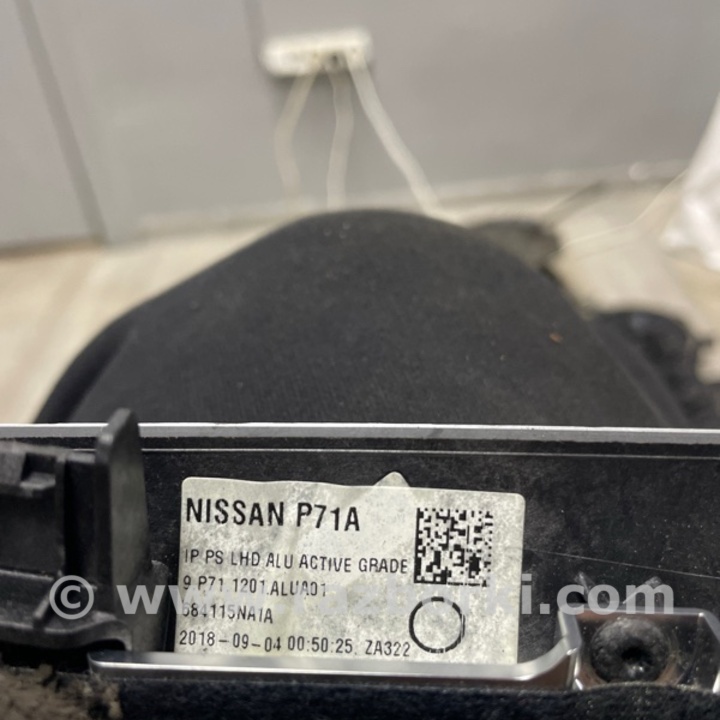 NISSAN P71A
IP PS LHD ALU ACTIVE GRADE
9 P71 1201.ALUA01
684115NA1A
2018-09-04 00:50:25 ZA322